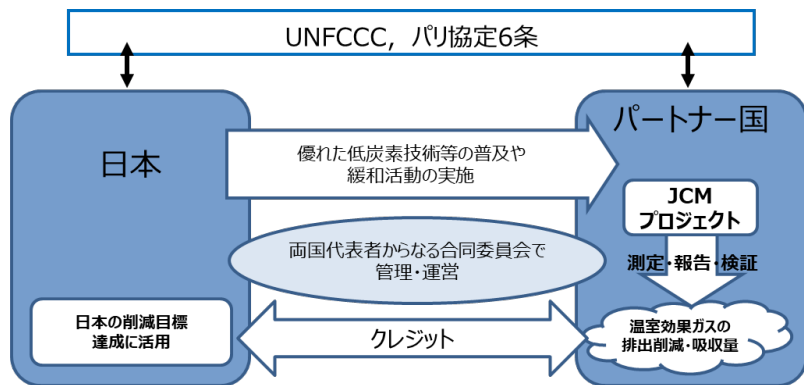 UNFCCC，パリ協定6条
日本
パートナー国
優れた低炭素技術等の普及や
緩和活動の実施
JCM
プロジェクト
両国代表者からなる合同委員会で
管理・運営
測定・報告・検証
日本の削減目標
達成に活用
クレジット
温室効果ガスの
排出削減・吸収量